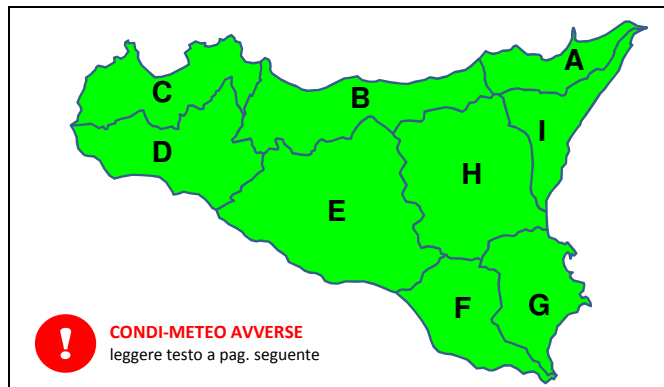 A
C
B
I
D
H
E
F
G
!
CONDI-METEO AVVERSE
leggere testo a pag. seguente